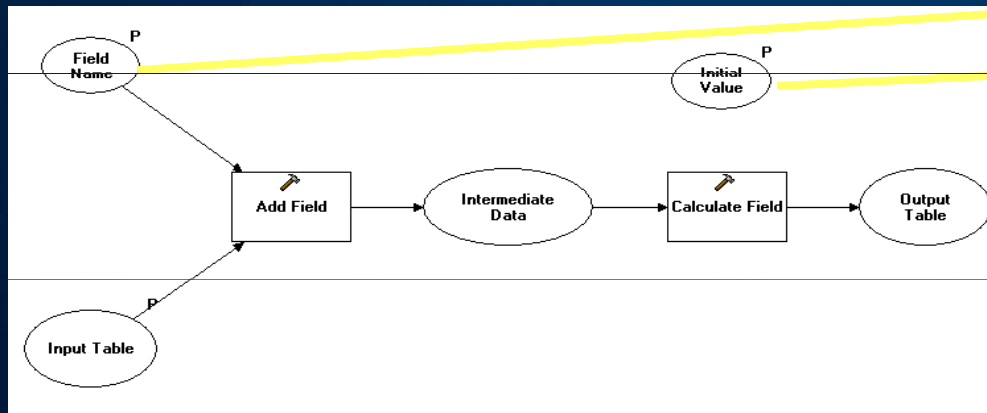 P
Field
Name
P
Initial
Value
Add Field
Intermediate
Data
Calculate Field
Output
Table
P
Input Table